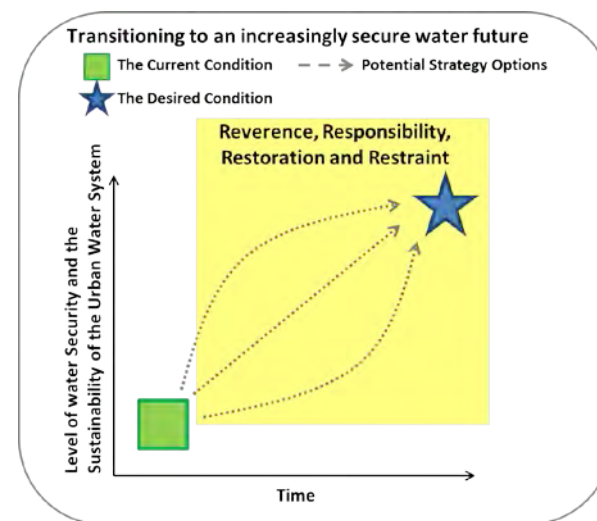 Transitioning to an increasingly secure water future
The Current Condition
Potential Strategy Options
The Desired Condition
Reverence, Responsibility,
Restoration and Restraint
Level of water Security and the
Sustainability of the Urban Water System
Time